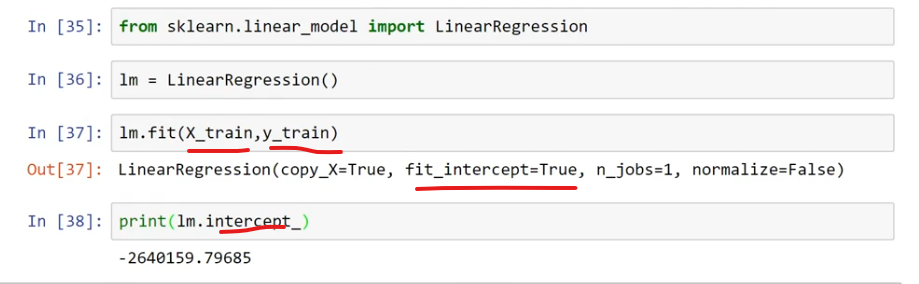 In [35]: from sklearn.linear_model import LinearRegression
In [36]: lm = LinearRegression()
In [37]: lm.fit(X_train,y_train)
Out[37]: LinearRegression(copy_X=True, fit_intercept=True, n_jobs=1, normalize=False)
In [38]: print(lm.intercept_)
-2640159.79685